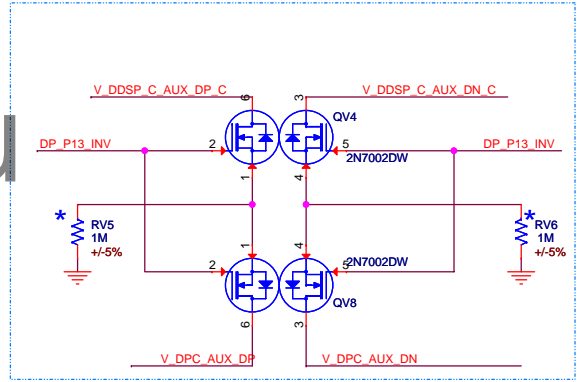 V_DDSP_C_AUX_DP_C
V_DDSP_C_AUX_DN_C
6
3
QV4
DP_P13_INV
2
5
DP_P13_INV
2N7002DW
1
4
*
RV5
1M
+/-5%
*
RV6
1M
+/-5%
1
4
2
5
2N7002DW
QV8
6
3
V_DPC_AUX_DP
V_DPC_AUX_DN